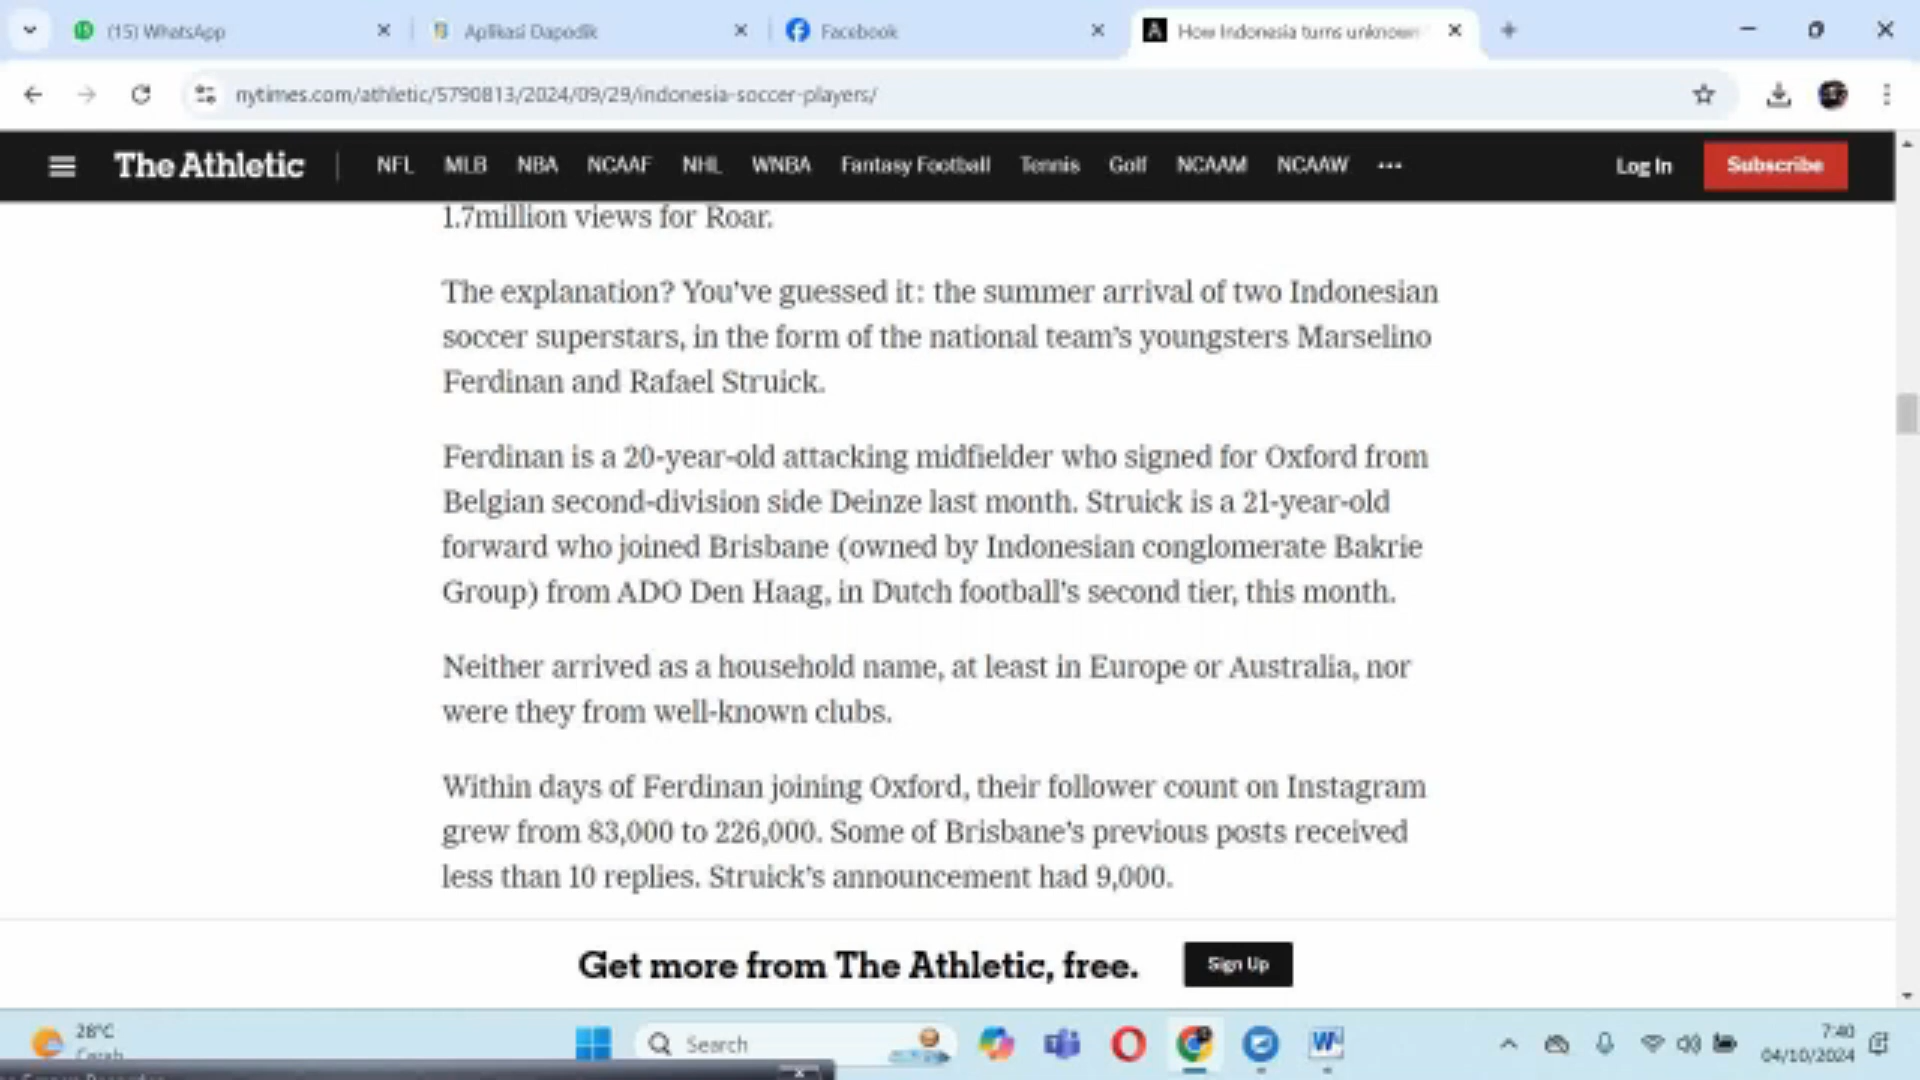 (15) WhatsApp
Aplikasi Dapodik
Facebook
How Indonesia turns unknown
nytimes.com/athletic/5790813/2024/09/29/indonesia-soccer-players/
The Athletic
NFL MLB NBA NCAAF NHL WNBA Fantasy Football Tennis Golf NCAAM NCAAW ...
Log In
Subscribe
1.7million views for Roar.
The explanation? You’ve guessed it: the summer arrival of two Indonesian
soccer superstars, in the form of the national team’s youngsters Marselino
Ferdinan and Rafael Struick.
Ferdinan is a 20-year-old attacking midfielder who signed for Oxford from
Belgian second-division side Deinze last month. Struick is a 21-year-old
forward who joined Brisbane (owned by Indonesian conglomerate Bakrie
Group) from ADO Den Haag, in Dutch football’s second tier, this month.
Neither arrived as a household name, at least in Europe or Australia, nor
were they from well-known clubs.
Within days of Ferdinan joining Oxford, their follower count on Instagram
grew from 83,000 to 226,000. Some of Brisbane’s previous posts received
less than 10 replies. Struick’s announcement had 9,000.
Get more from The Athletic, free.
Sign Up
28°C
Cerah
Search
7:40
04/10/2024